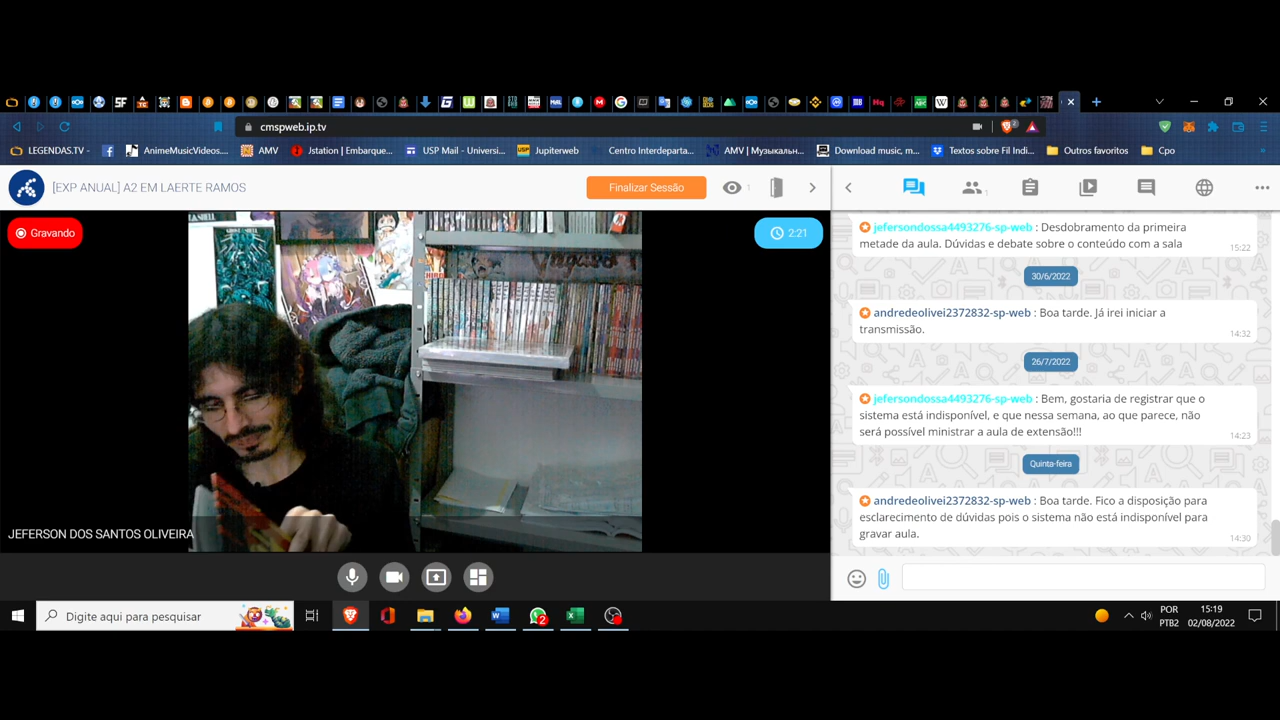 cmspweb.ip.tv
2
LEGENDAS.TV -
AnimeMusicVideos...
AMV
Jstation | Embarque...
USP Mail - Universi...
Jupiterweb
Centro Interdeparta...
AMV | Музыкальн...
Download music, m...
Textos sobre Fil Indi...
Outros favoritos
Cpo
[EXP ANUAL] A2 EM LAERTE RAMOS
Finalizar Sessão
1
1
Gravando
2:21
JEFERSON DOS SANTOS OLIVEIRA
jefersondossa4493276-sp-web : Desdobramento da primeira
metade da aula. Dúvidas e debate sobre o conteúdo com a sala
15:22
30/6/2022
andredeolivei2372832-sp-web : Boa tarde. Já irei iniciar a
transmissão.
14:32
26/7/2022
jefersondossa4493276-sp-web : Bem, gostaria de registrar que o
sistema está indisponível, e que nessa semana, ao que parece, não
será possível ministrar a aula de extensão!!!
14:23
Quinta-feira
andredeolivei2372832-sp-web : Boa tarde. Fico a disposição para
esclarecimento de dúvidas pois o sistema não está indisponível para
gravar aula.
14:30
Digite aqui para pesquisar
2
POR
PTB2
15:19
02/08/2022